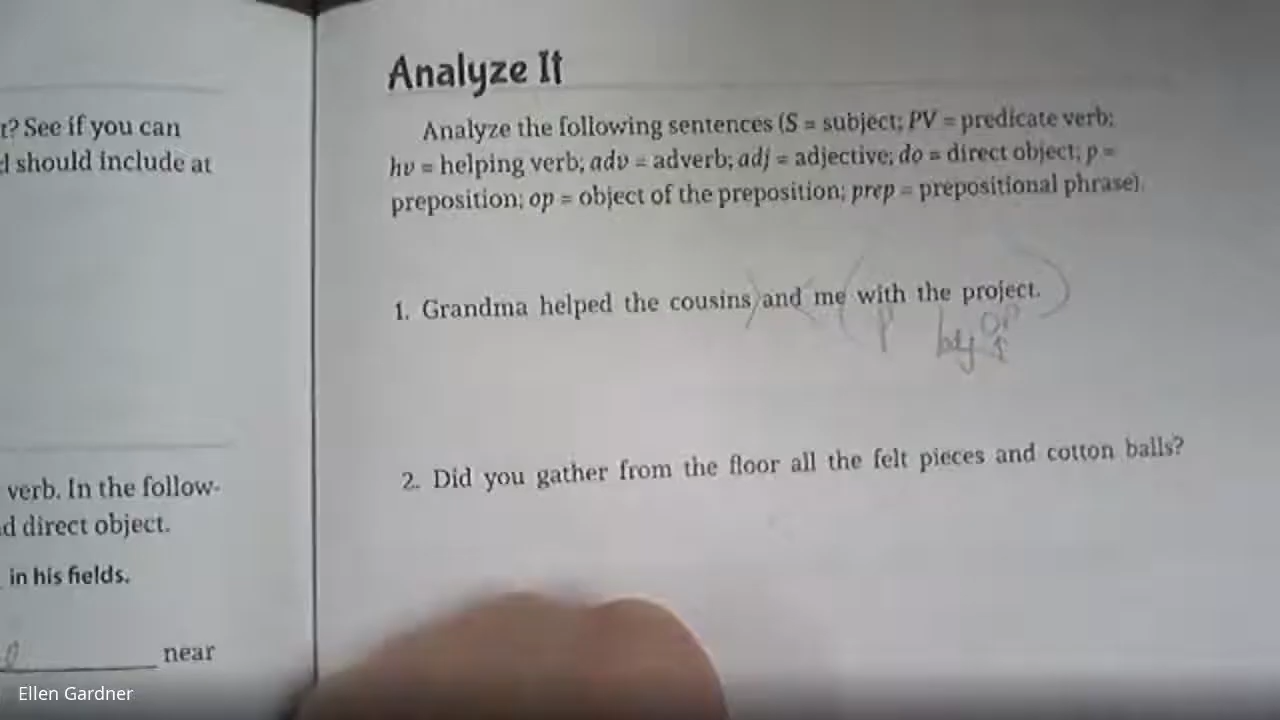 t? See if you can
d should include at
verb. In the follow-
d direct object.
in his fields.
near
Analyze It
Analyze the following sentences (S = subject; PV = predicate verb;
hv = helping verb; adv = adverb; adj = adjective; do = direct object; p =
preposition; op = object of the preposition; prep = prepositional phrase).
1. Grandma helped the cousins and me with the project.
P OP
2. Did you gather from the floor all the felt pieces and cotton balls?
Ellen Gardner